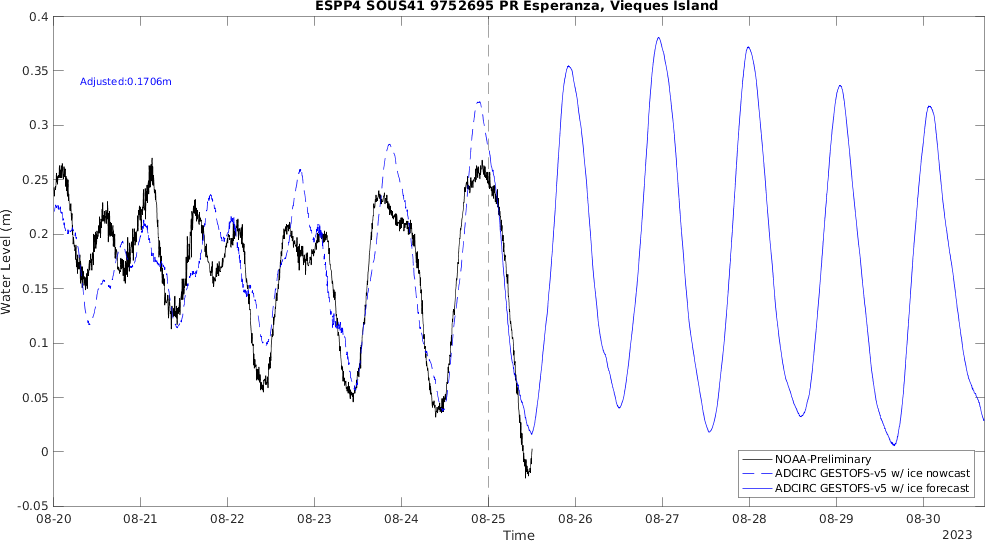 ESPP4 SOUS41 9752695 PR Esperanza, Vieques Island
0.4
0.35
0.3
0.25
0.2
0.15
0.1
0.05
0
-0.05
Water Level (m)
Adjusted:0.1706m
NOAA-Preliminary
ADCIRC GESTOFS-v5 w/ ice nowcast
ADCIRC GESTOFS-v5 w/ ice forecast
08-20 08-21 08-22 08-23 08-24 08-25 08-26 08-27 08-28 08-29 08-30
Time
2023